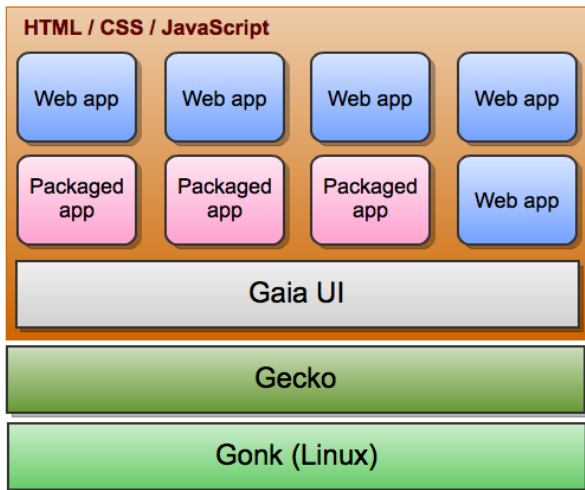 HTML / CSS / JavaScript
Web app
Web app
Web app
Web app
Packaged
app
Packaged
app
Packaged
app
Web app
Gaia UI
Gecko
Gonk (Linux)